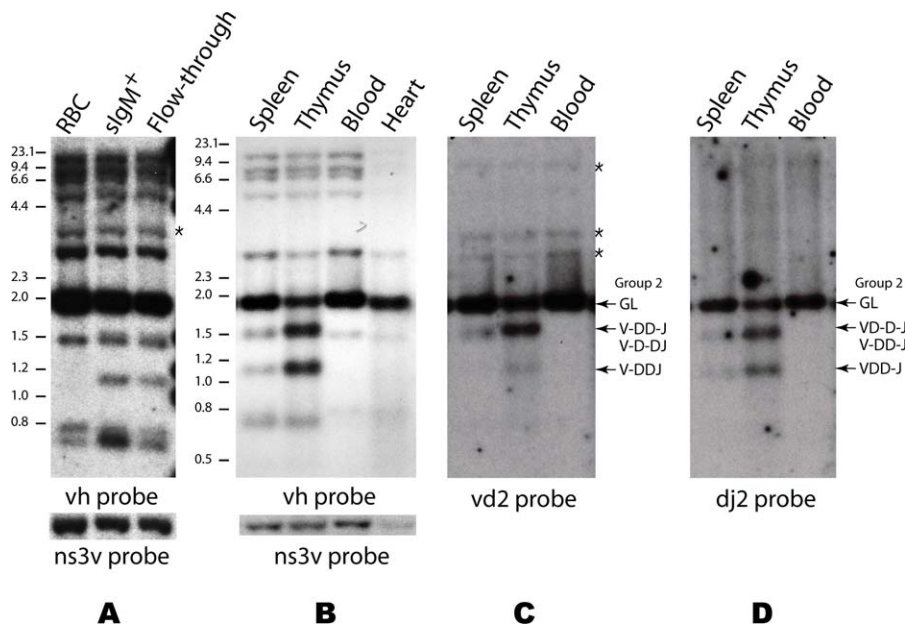 RBC
sIgM+
Flow-through
23.1
9.4
6.6
4.4
*
2.3
2.0
1.5
1.2
1.0
0.8
vh probe
ns3v probe
A
Spleen
Thymus
Blood
Heart
23.1
9.4
6.6
4.4
2.3
2.0
1.5
1.2
1.0
0.8
0.5
vh probe
ns3v probe
B
Spleen
Thymus
Blood
*
*
*
Group 2
GL
V-DD-J
V-D-DJ
V-DDJ
vd2 probe
C
Spleen
Thymus
Blood
Group 2
GL
VD-D-J
V-DD-J
VDD-J
dj2 probe
D